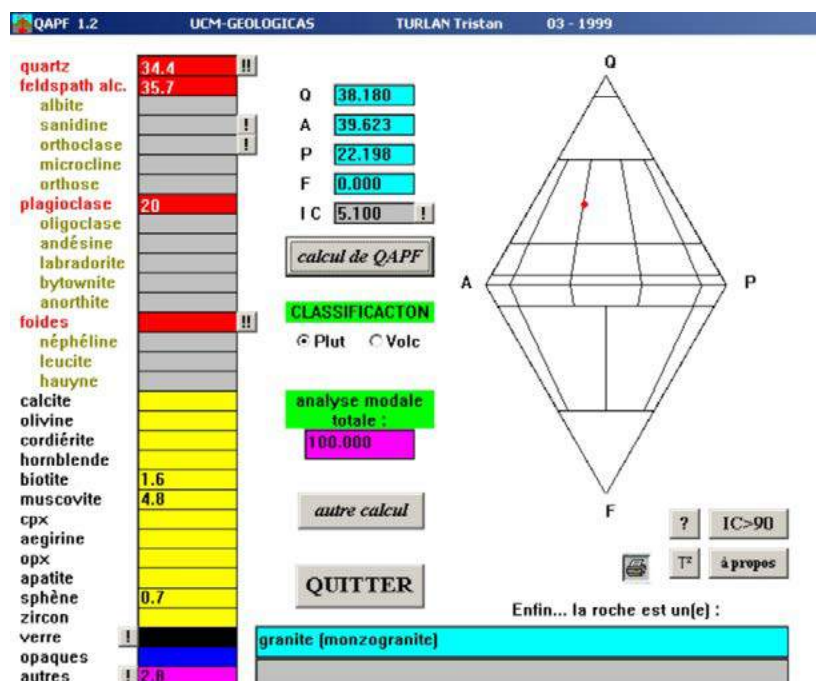 QAPF 1.2 UCM-GEOLOGICAS TURLAN Tristan 03 - 1999
quartz 34.4 !!
feldspath alc. 35.7
albite
sanidine !
orthoclase !
microcline
orthose
plagioclase 20
oligoclase
andésine
labradorite
bytownite
anorthite
foides !!
néphéline
leucite
hauyne
calcite
olivine
cordiérite
hornblende
biotite 1.6
muscovite 4.8
cpx
aegirine
opx
apatite
sphène 0.7
zircon
verre !
opaques
autres ! 2.8
Q 38.180
A 39.623
P 22.198
F 0.000
IC 5.100 !
calcul de QAPF
CLASSIFICACTON
Plut Volc
analyse modale
totale :
100.000
autre calcul
QUITTER
Q
A P
F
? IC>90
T² à propos
Enfin... la roche est un(e) :
granite (monzogranite)